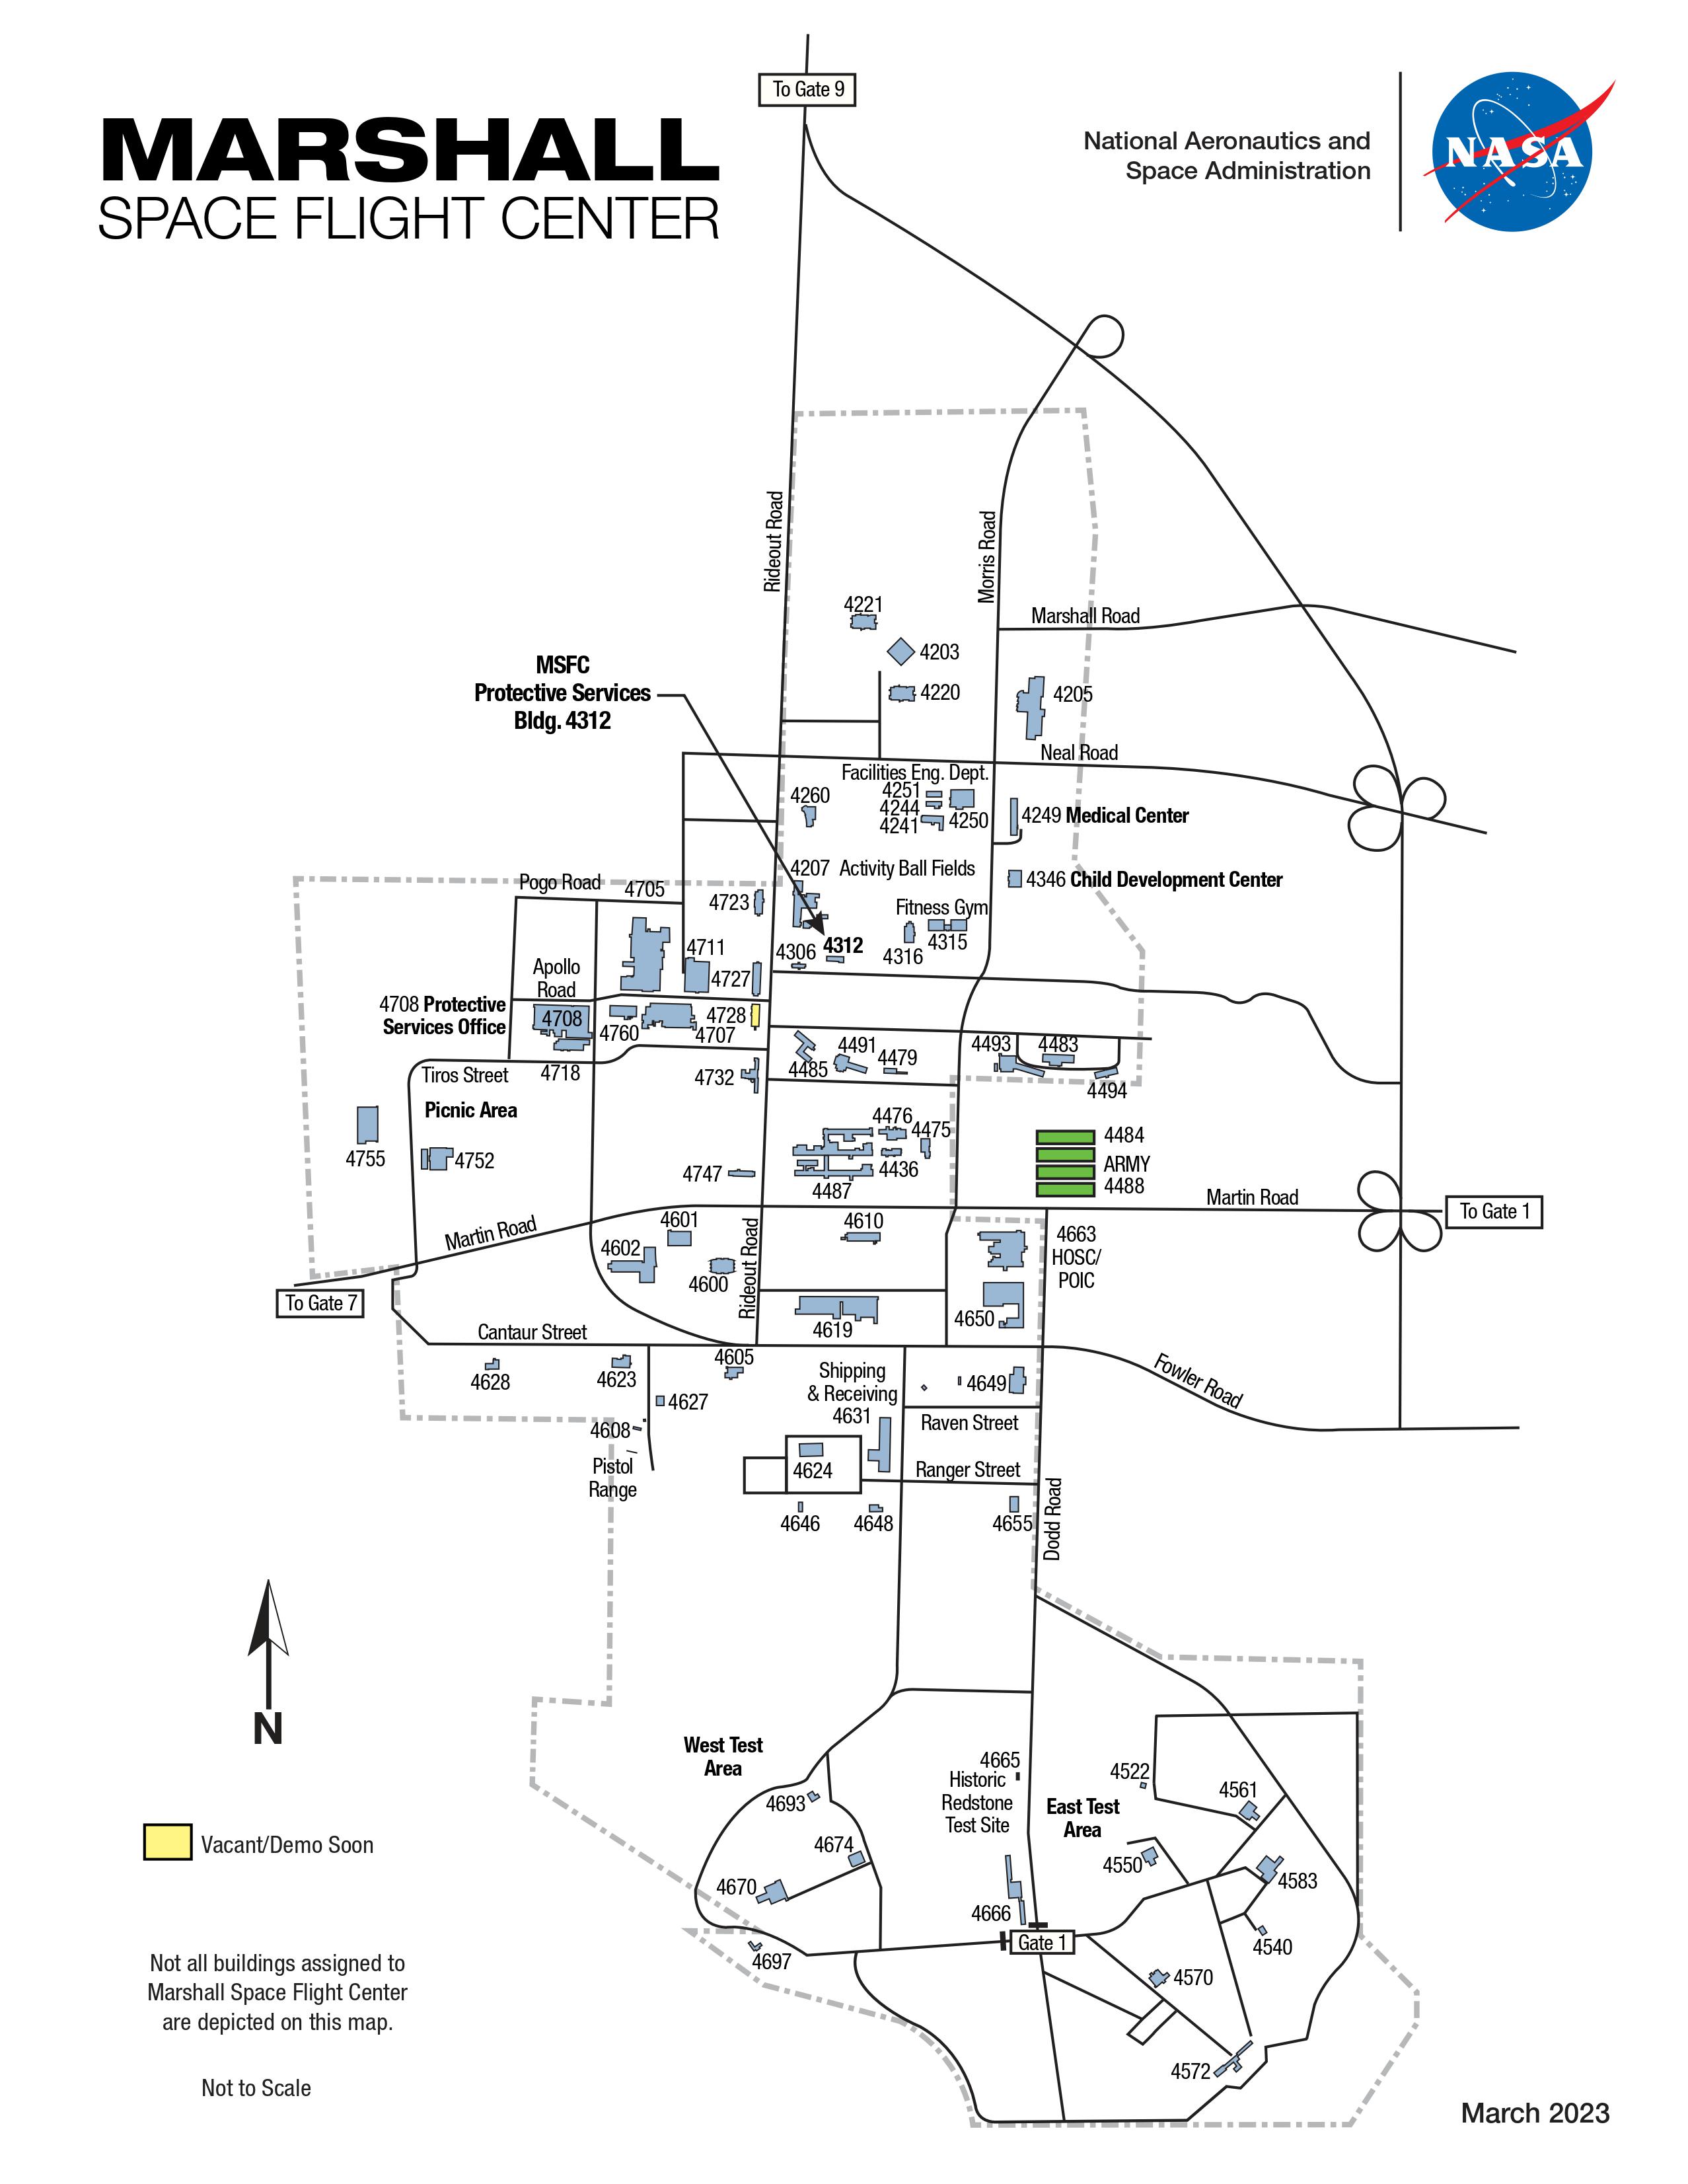 MARSHALL
SPACE FLIGHT CENTER
National Aeronautics and
Space Administration
NASA
To Gate 9
Rideout Road
MSFC
Protective Services
Bldg. 4312
4221
4203
4220
Morris Road
Marshall Road
4205
Neal Road
4260
Facilities Eng. Dept.
4251
4244
4241
4250
4249 Medical Center
4207
Activity Ball Fields
Fitness Gym
4346 Child Development Center
4306
4312
4316
4315
Pogo Road
4705
4723
Apollo
Road
4711
4727
4708 Protective
Services Office
4708
4718
4760
4728
4707
Tiros Street
4732
4485
4491
4479
4493
4483
4494
Picnic Area
4755
4752
4747
4487
4476
4436
4475
4484
ARMY
4488
To Gate 7
Martin Road
Martin Road
To Gate 1
4602
4601
4600
Rideout Road
4610
4619
4663
HOSC/
POIC
4650
Cantaur Street
4628
4623
4608
Pistol
Range
4627
4605
Shipping
& Receiving
4631
4624
4646
4648
Raven Street
Ranger Street
4649
4655
Dodd Road
Fowler Road
West Test
Area
4670
4697
4693
4674
4665
Historic
Redstone
Test Site
4666
Gate 1
East Test
Area
4522
4550
4570
4572
4561
4540
4583
N
Vacant/Demo Soon
Not all buildings assigned to
Marshall Space Flight Center
are depicted on this map.
Not to Scale
March 2023